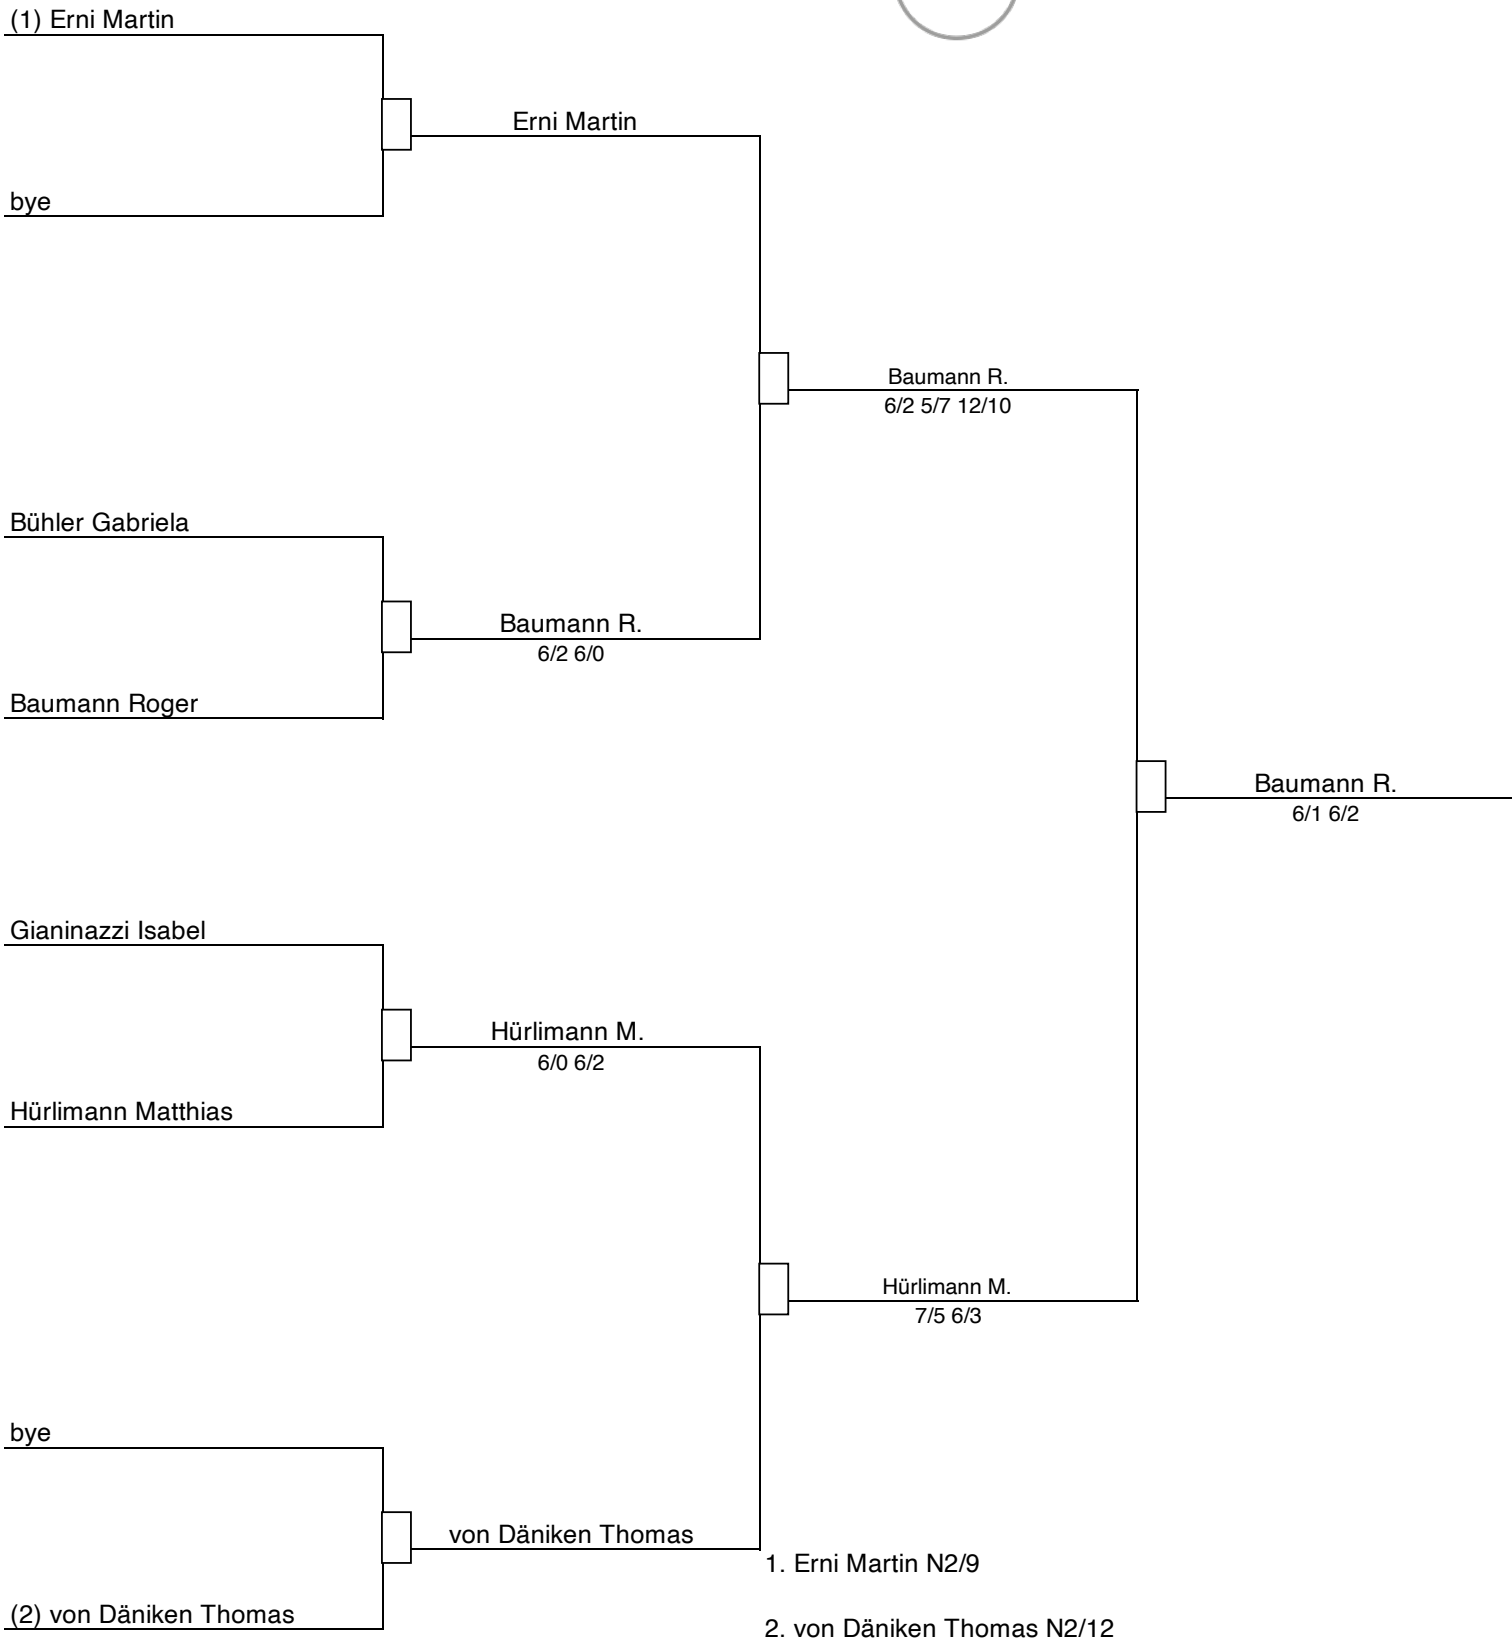 (1) Erni Martin
Erni Martin
bye
Baumann R.
6/2 5/7 12/10
Bühler Gabriela
Baumann R.
6/2 6/0
Baumann Roger
Baumann R.
6/1 6/2
Gianinazzi Isabel
Hürlimann M.
6/0 6/2
Hürlimann Matthias
Hürlimann M.
7/5 6/3
bye
von Däniken Thomas
1. Erni Martin N2/9
(2) von Däniken Thomas
2. von Däniken Thomas N2/12